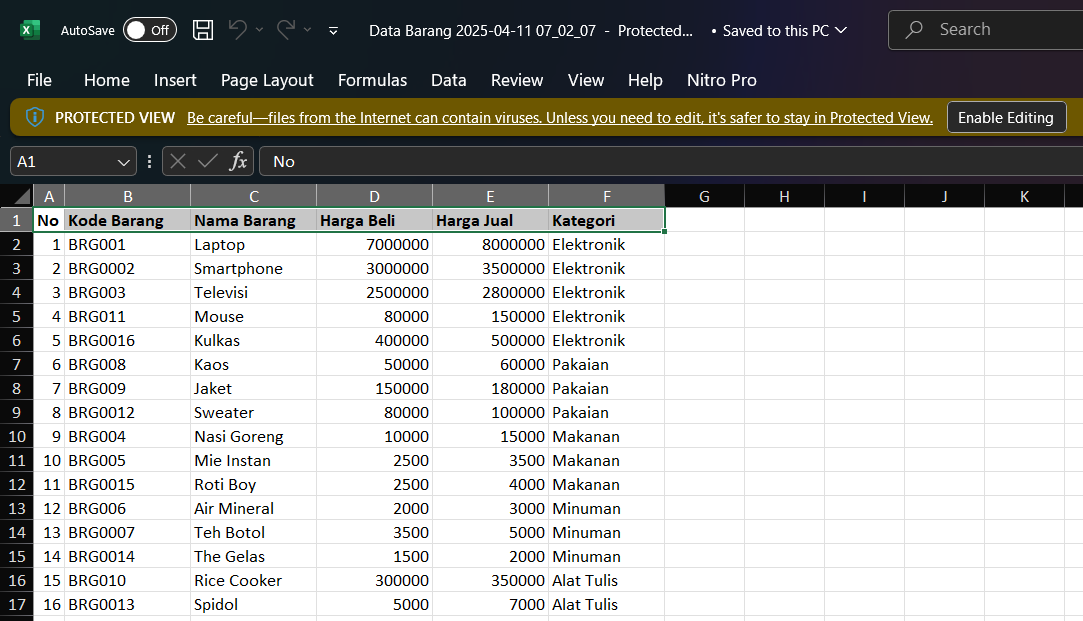 AutoSave Off Data Barang 2025-04-11 07_02_07 - Protected... • Saved to this PC Search
File Home Insert Page Layout Formulas Data Review View Help Nitro Pro
PROTECTED VIEW Be careful—files from the Internet can contain viruses. Unless you need to edit, it's safer to stay in Protected View. Enable Editing
A1 fx No
A B C D E F G H I J K
1 No Kode Barang Nama Barang Harga Beli Harga Jual Kategori
2 1 BRG001 Laptop 7000000 8000000 Elektronik
3 2 BRG0002 Smartphone 3000000 3500000 Elektronik
4 3 BRG003 Televisi 2500000 2800000 Elektronik
5 4 BRG011 Mouse 80000 150000 Elektronik
6 5 BRG0016 Kulkas 400000 500000 Elektronik
7 6 BRG008 Kaos 50000 60000 Pakaian
8 7 BRG009 Jaket 150000 180000 Pakaian
9 8 BRG0012 Sweater 80000 100000 Pakaian
10 9 BRG004 Nasi Goreng 10000 15000 Makanan
11 10 BRG005 Mie Instan 2500 3500 Makanan
12 11 BRG0015 Roti Boy 2500 4000 Makanan
13 12 BRG006 Air Mineral 2000 3000 Minuman
14 13 BRG0007 Teh Botol 3500 5000 Minuman
15 14 BRG0014 The Gelas 1500 2000 Minuman
16 15 BRG010 Rice Cooker 300000 350000 Alat Tulis
17 16 BRG0013 Spidol 5000 7000 Alat Tulis